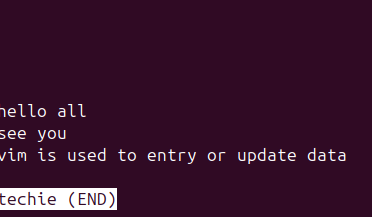 hello all
see you
vim is used to entry or update data
techie (END)